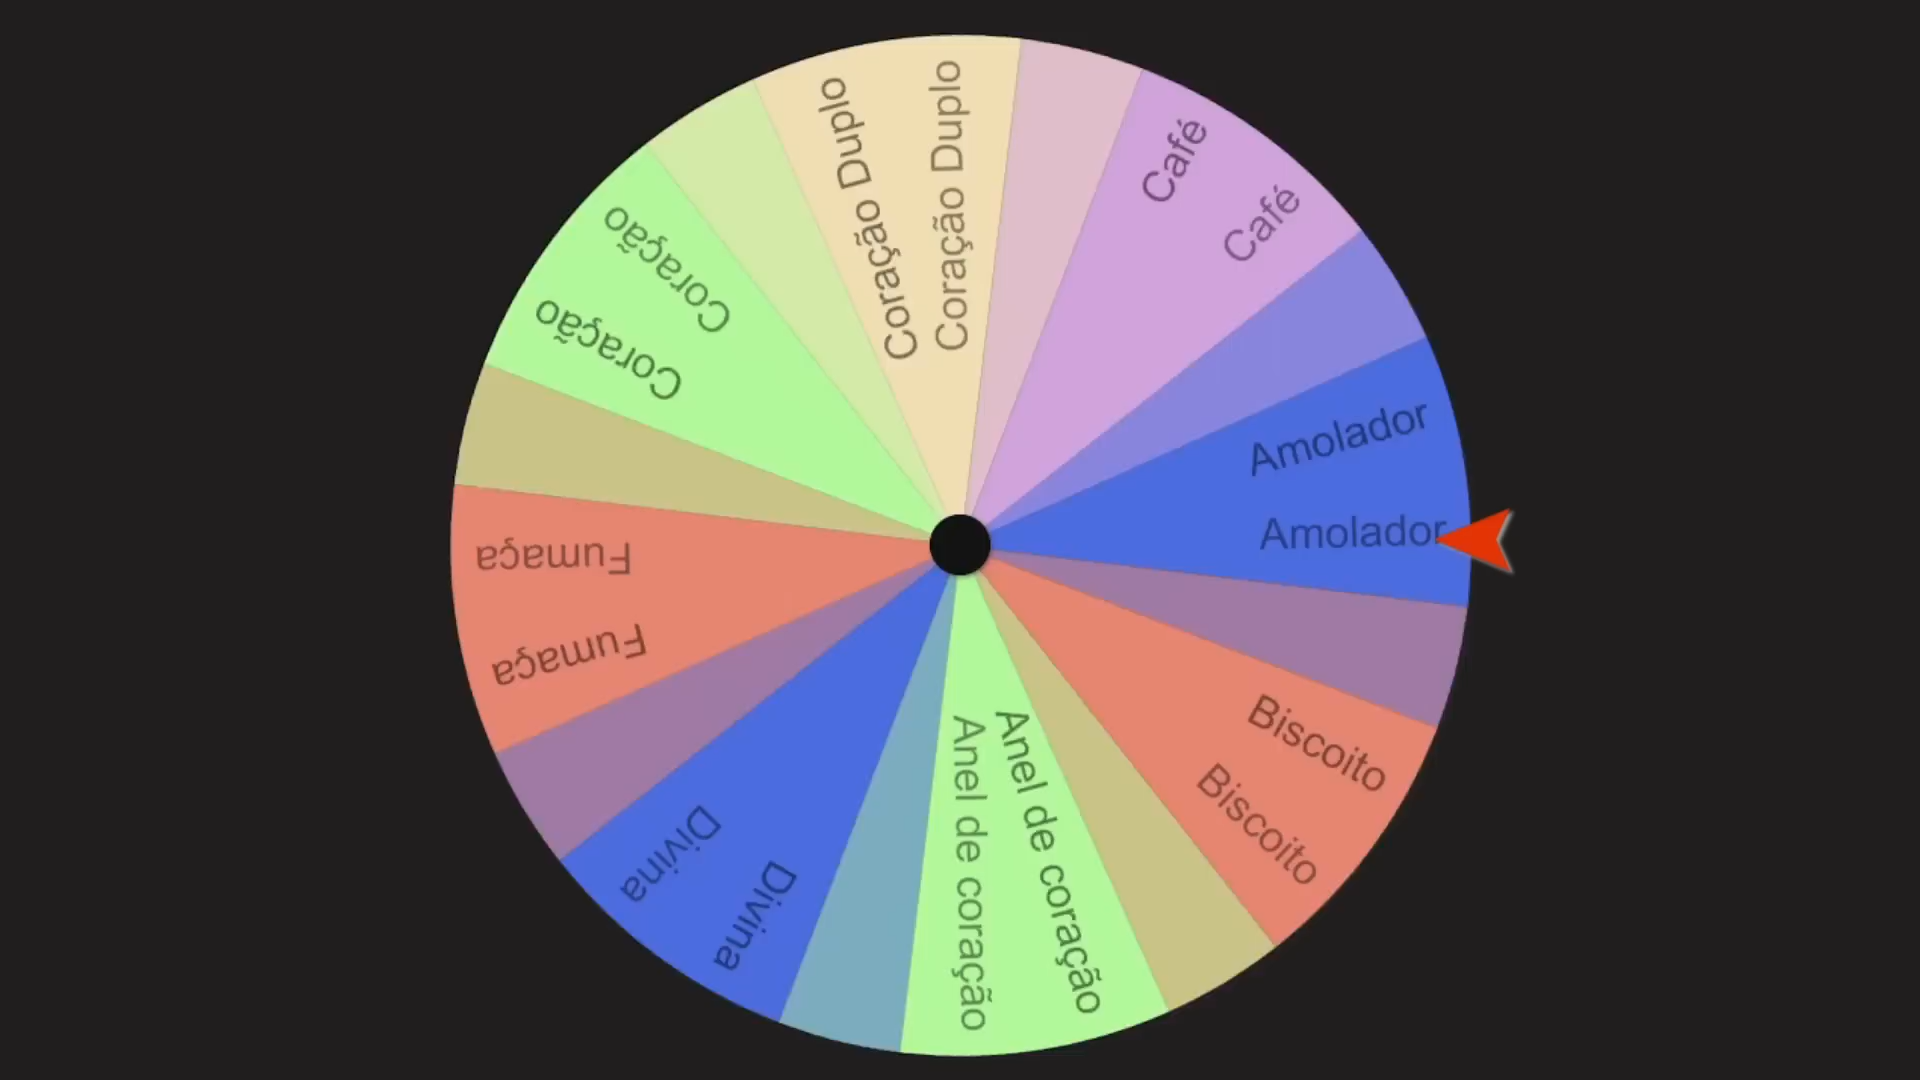 Coração Duplo
Coração Duplo
Café
Café
Amolador
Amolador
Biscoito
Biscoito
Anel de coração
Anel de coração
Divina
Divina
Fumaça
Fumaça
Coração
Coração